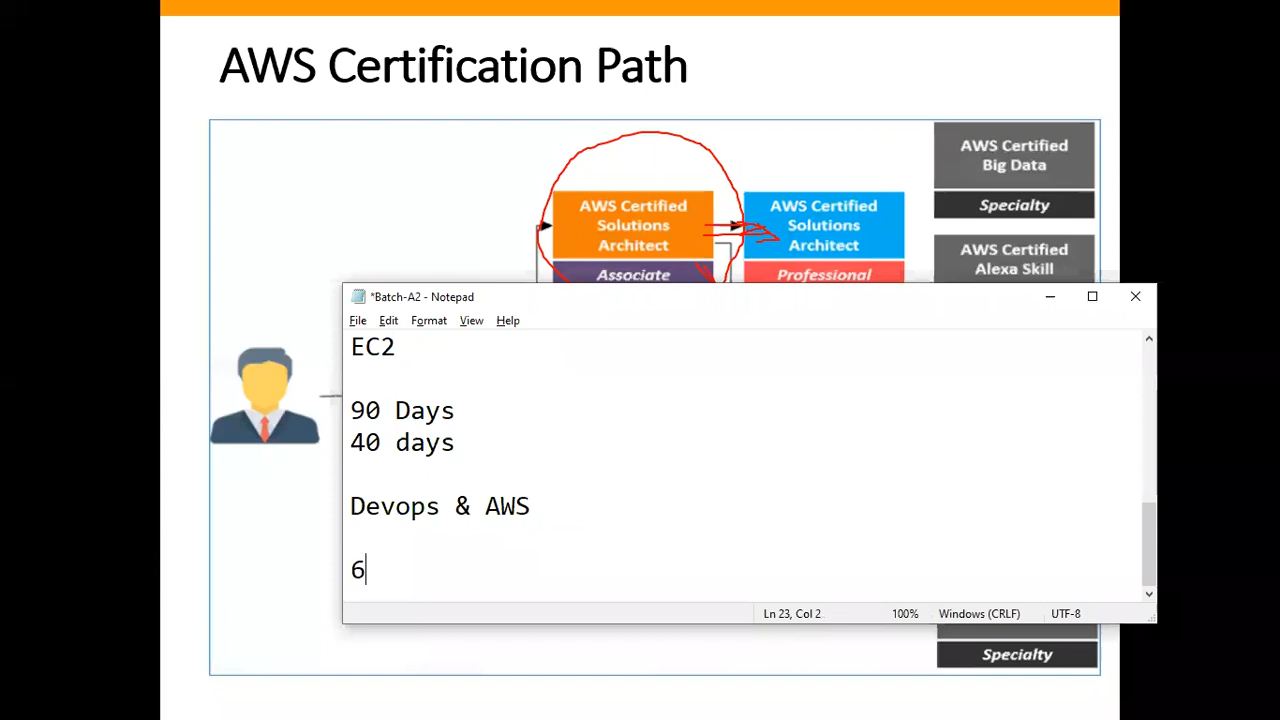 AWS Certification Path
AWS Certified
Solutions
Architect
Associate
AWS Certified
Solutions
Architect
Professional
AWS Certified
Big Data
Specialty
AWS Certified
Alexa Skill
*Batch-A2 - Notepad
File Edit Format View Help
EC2
90 Days
40 days
Devops & AWS
6
Ln 23, Col 2 100% Windows (CRLF) UTF-8
Specialty